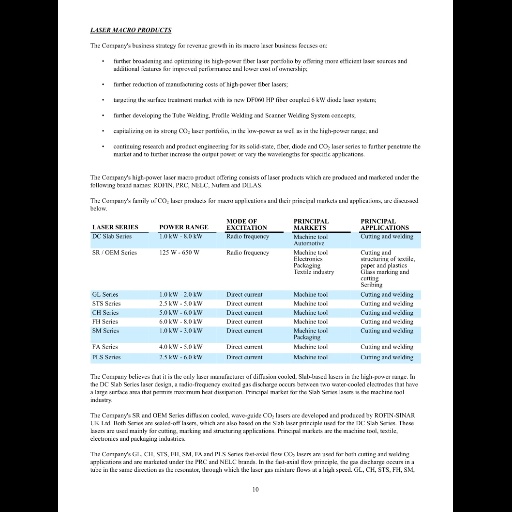 LASER MACRO PRODUCTS
The Company's business strategy for revenue growth in its macro laser business focuses on:
• further broadening and optimizing its high-power fiber laser portfolio by offering more efficient laser sources and
additional features for improved performance and lower cost of ownership;
• further reduction of manufacturing costs of high-power fiber lasers;
• targeting the surface treatment market with its new DF060 HP fiber coupled 6 kW diode laser system;
• further developing the Tube Welding, Profile Welding and Scanner Welding System concepts;
• capitalizing on its strong CO₂ laser portfolio, in the low-power as well as in the high-power range; and
• continuing research and product engineering for its solid-state, fiber, diode and CO₂ laser series to further penetrate the
market and to further increase the output power or vary the wavelengths for specific applications.
The Company's high-power laser macro product offering consists of laser products which are produced and marketed under the
following brand names: ROFIN, PRC, NELC, Nufern and DILAS.
The Company's family of CO₂ laser products for macro applications and their principal markets and applications, are discussed
below.
LASER SERIES POWER RANGE MODE OF EXCITATION PRINCIPAL MARKETS PRINCIPAL APPLICATIONS
DC Slab Series 1.0 kW - 8.0 kW Radio frequency Machine tool Cutting and welding
Automotive
SR / OEM Series 125 W - 650 W Radio frequency Machine tool Cutting and
Electronics structuring of textile,
Packaging paper and plastics
Textile industry Glass marking and
cutting
Scribing
GL Series 1.0 kW - 2.0 kW Direct current Machine tool Cutting and welding
STS Series 2.5 kW - 5.0 kW Direct current Machine tool Cutting and welding
CH Series 5.0 kW - 6.0 kW Direct current Machine tool Cutting and welding
FH Series 6.0 kW - 8.0 kW Direct current Machine tool Cutting and welding
SM Series 1.0 kW - 3.0 kW Direct current Machine tool Cutting and welding
Packaging
FA Series 4.0 kW - 5.0 kW Direct current Machine tool Cutting and welding
PLS Series 2.5 kW - 6.0 kW Direct current Machine tool Cutting and welding
The Company believes that it is the only laser manufacturer of diffusion cooled, Slab-based lasers in the high-power range. In
the DC Slab Series laser design, a radio-frequency excited gas discharge occurs between two water-cooled electrodes that have
a large surface area that permits maximum heat dissipation. Principal market for the Slab Series lasers is the machine tool
industry.
The Company's SR and OEM Series diffusion cooled, wave-guide CO₂ lasers are developed and produced by ROFIN-SINAR
UK Ltd. Both Series are sealed-off lasers, which are also based on the Slab laser principle used for the DC Slab Series. These
lasers are used mainly for cutting, marking and structuring applications. Principal markets are the machine tool, textile,
electronics and packaging industries.
The Company's GL, CH, STS, FH, SM, FA and PLS Series fast-axial flow CO₂ lasers are used for both cutting and welding
applications and are marketed under the PRC and NELC brands. In the fast-axial flow principle, the gas discharge occurs in a
tube in the same direction as the resonator, through which the laser gas mixture flows at a high speed. GL, CH, STS, FH, SM,
10